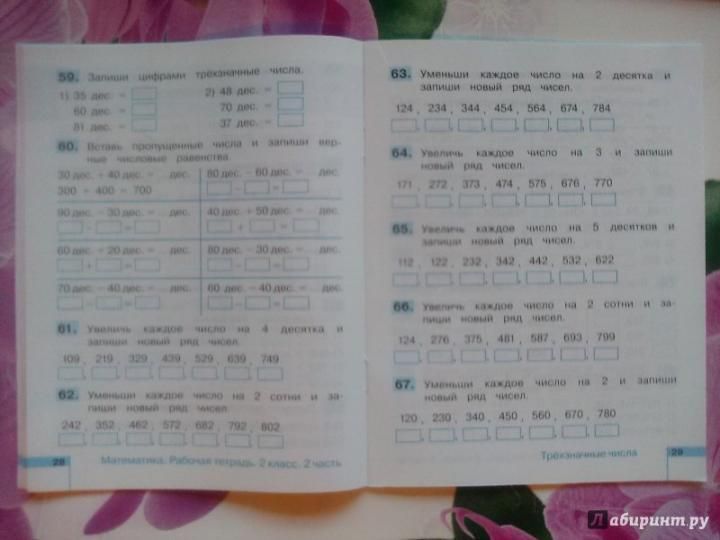 59. Запиши цифрами трёхзначные числа.
1) 35 дес. = 2) 48 дес. =
60 дес. = 70 дес. =
81 дес. = 37 дес. =
60. Вставь пропущенные числа и запиши вер-
ные числовые равенства.
30 дес. + 40 дес. = ... дес. 80 дес. − 60 дес. = ... дес.
300 + 400 = 700 − =
90 дес. − 30 дес. = ... дес. 40 дес. + 50 дес. = ... дес.
− = + =
60 дес. + 20 дес. = ... дес. 80 дес. − 30 дес. = ... дес.
+ = − =
70 дес. − 40 дес. = ... дес. 60 дес. − 40 дес. = ... дес.
− = − =
61. Увеличь каждое число на 4 десятка и
запиши новый ряд чисел.
109, 219, 329, 439, 529, 639, 749
62. Уменьши каждое число на 2 сотни и за-
пиши новый ряд чисел.
242, 352, 462, 572, 682, 792, 802
28 Математика. Рабочая тетрадь. 2 класс. 2 часть
63. Уменьши каждое число на 2 десятка и
запиши новый ряд чисел.
124, 234, 344, 454, 564, 674, 784
64. Увеличь каждое число на 3 и запиши
новый ряд чисел.
171, 272, 373, 474, 575, 676, 770
65. Увеличь каждое число на 5 десятков и
запиши новый ряд чисел.
112, 122, 232, 342, 442, 532, 622
66. Увеличь каждое число на 2 сотни и за-
пиши новый ряд чисел.
124, 276, 375, 481, 587, 693, 799
67. Уменьши каждое число на 2 и запиши
новый ряд чисел.
120, 230, 340, 450, 560, 670, 780
Трёхзначные числа 29
Лабиринт.ру